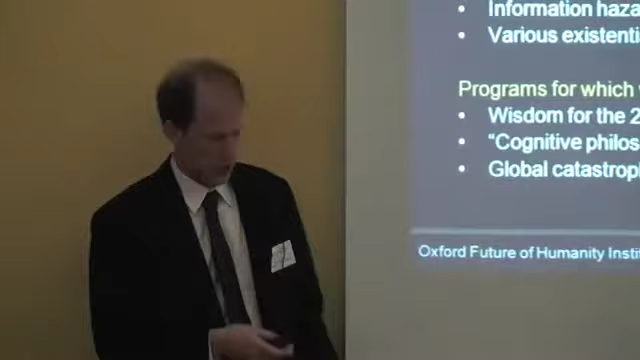 • Information haza
• Various existenti
Programs for which
• Wisdom for the 2
• "Cognitive philos
• Global catastrop
Oxford Future of Humanity Instit